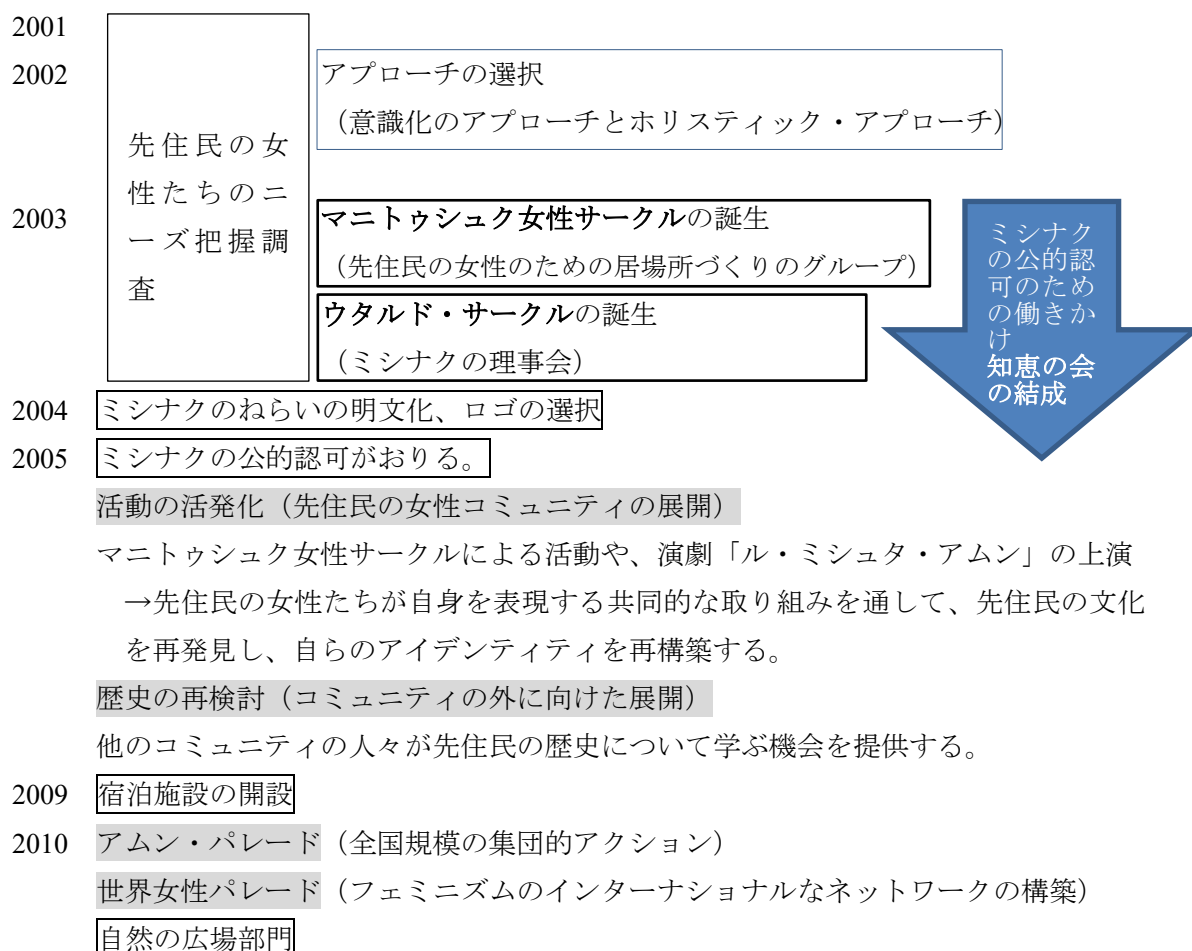 2001
2002
先住民の女
性たちのニ
ーズ把握調
査
アプローチの選択
（意識化のアプローチとホリスティック・アプローチ）
2003
マニトゥシュク女性サークルの誕生
（先住民の女性のための居場所づくりのグループ）
ウタルド・サークルの誕生
（ミシナクの理事会）
ミシナク
の公的認
可のため
の働きか
け
知恵の会
の結成
2004 ミシナクのねらいの明文化、ロゴの選択
2005 ミシナクの公的認可がおりる。
活動の活発化（先住民の女性コミュニティの展開）
マニトゥシュク女性サークルによる活動や、演劇「ル・ミシュタ・アムン」の上演
→先住民の女性たちが自身を表現する共同的な取り組みを通して、先住民の文化
を再発見し、自らのアイデンティティを再構築する。
歴史の再検討（コミュニティの外に向けた展開）
他のコミュニティの人々が先住民の歴史について学ぶ機会を提供する。
2009 宿泊施設の開設
2010 アムン・パレード（全国規模の集団的アクション）
世界女性パレード（フェミニズムのインターナショナルなネットワークの構築）
自然の広場部門